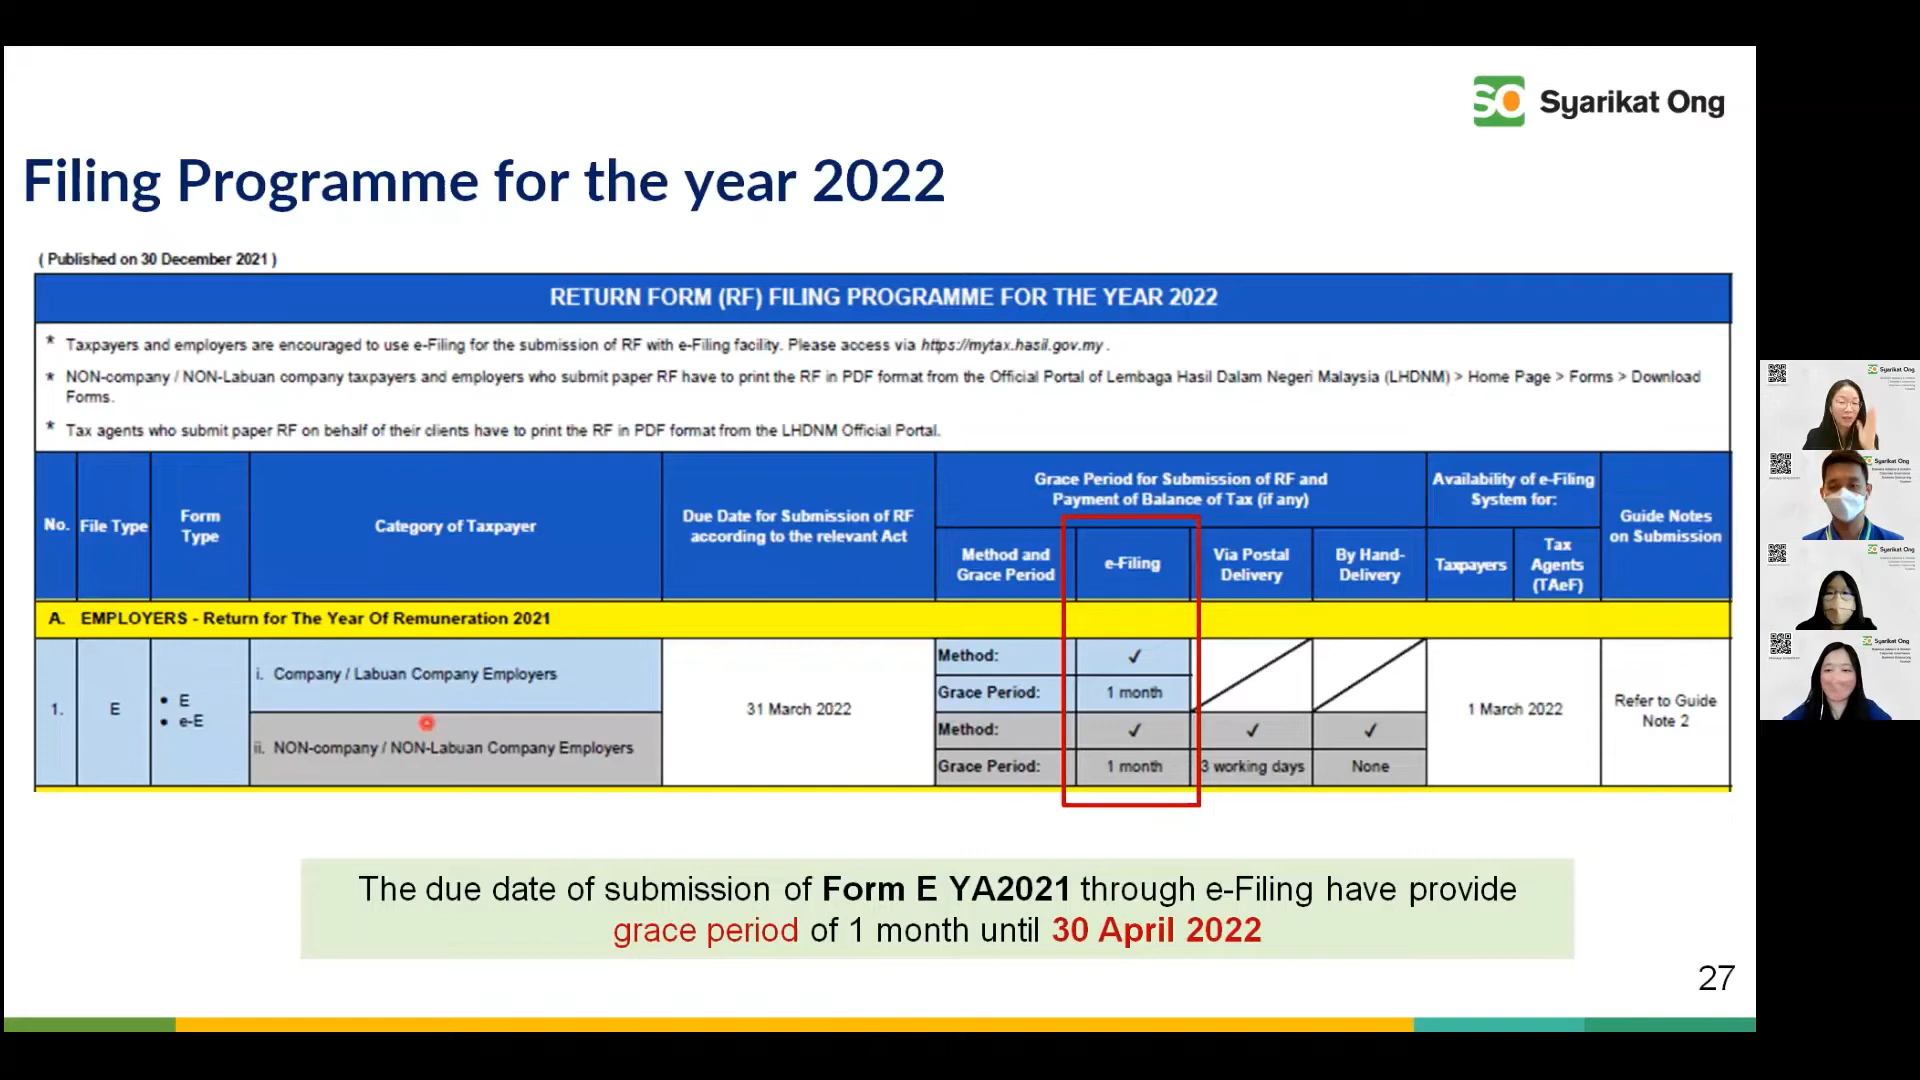 SO Syarikat Ong
Filing Programme for the year 2022
( Published on 30 December 2021 )
RETURN FORM (RF) FILING PROGRAMME FOR THE YEAR 2022
* Taxpayers and employers are encouraged to use e-Filing for the submission of RF with e-Filing facility. Please access via https://mytax.hasil.gov.my .
* NON-company / NON-Labuan company taxpayers and employers who submit paper RF have to print the RF in PDF format from the Official Portal of Lembaga Hasil Dalam Negeri Malaysia (LHDNM) > Home Page > Forms > Download
Forms.
* Tax agents who submit paper RF on behalf of their clients have to print the RF in PDF format from the LHDNM Official Portal.
No.
File Type
Form
Type
Category of Taxpayer
Due Date for Submission of RF
according to the relevant Act
Grace Period for Submission of RF and
Payment of Balance of Tax (if any)
Method and
Grace Period
e-Filing
Via Postal
Delivery
By Hand-
Delivery
Availability of e-Filing
System for:
Taxpayers
Tax
Agents
(TAeF)
Guide Notes
on Submission
A. EMPLOYERS - Return for The Year Of Remuneration 2021
1.
E
• E
• e-E
i. Company / Labuan Company Employers
ii. NON-company / NON-Labuan Company Employers
31 March 2022
Method: ✓
Grace Period: 1 month
Method: ✓ ✓ ✓
Grace Period: 1 month 3 working days None
1 March 2022
Refer to Guide
Note 2
The due date of submission of Form E YA2021 through e-Filing have provide
grace period of 1 month until 30 April 2022
27
Syarikat Ong
Syarikat Ong
Syarikat Ong
Syarikat Ong